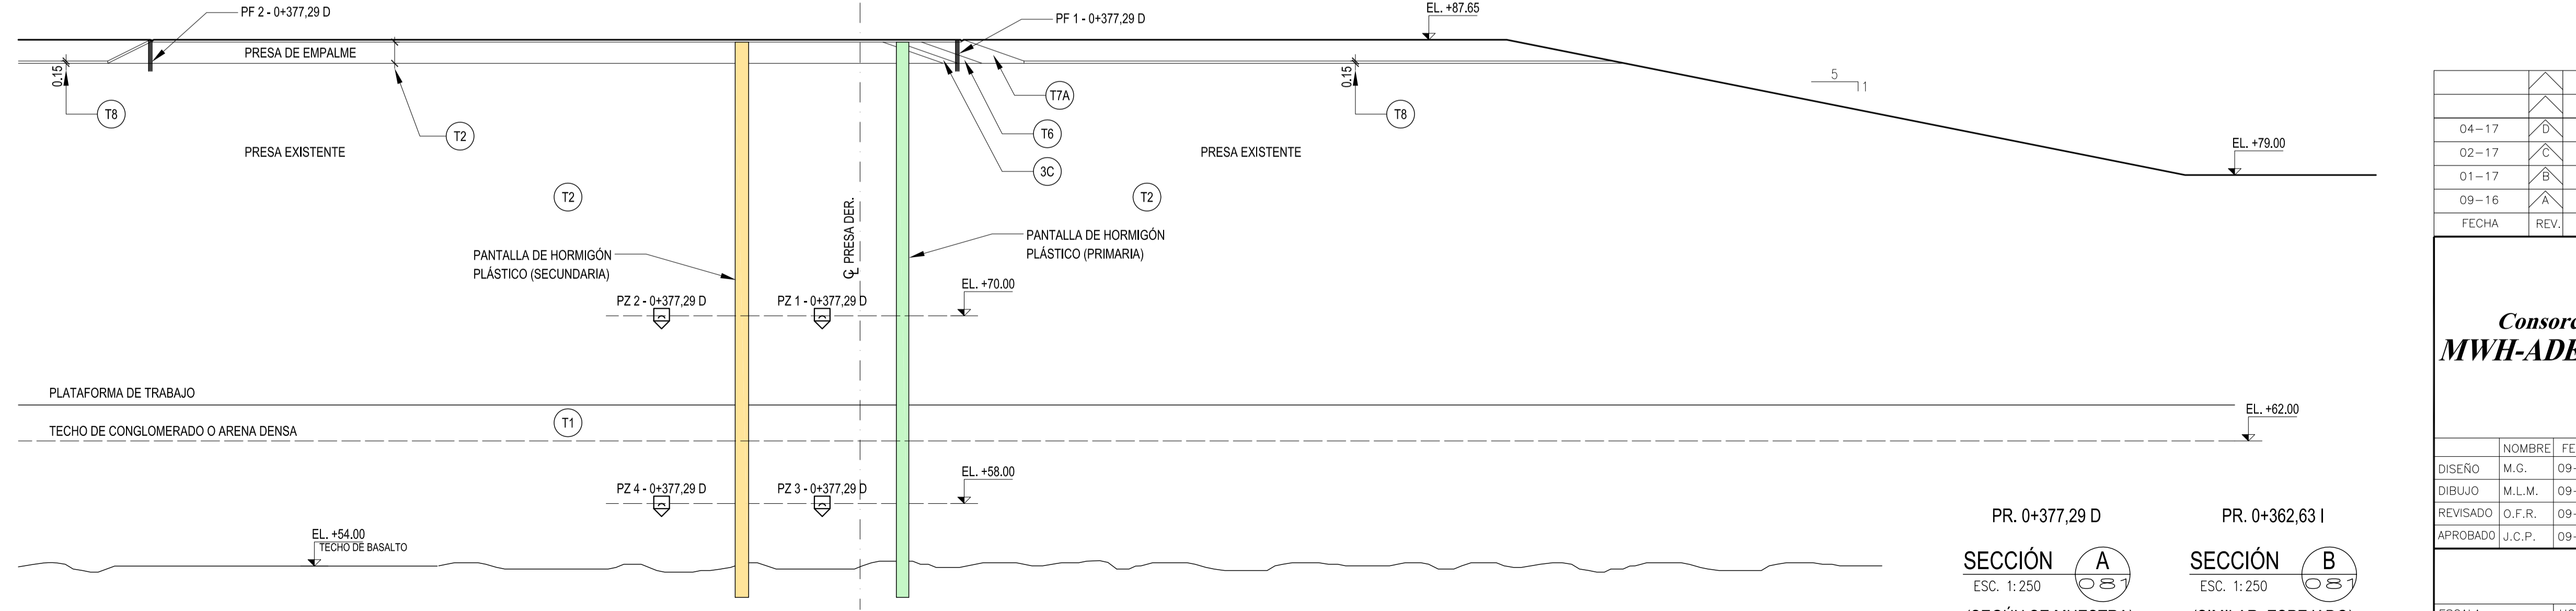 PF 2 - 0+377,29 D
PF 1 - 0+377,29 D
EL. +87.65
PRESA DE EMPALME
0.15
0.15
5
1
T8
T2
T7A
T6
3C
T8
PRESA EXISTENTE
PRESA EXISTENTE
EL. +79.00
T2
T2
℄ PRESA DER.
PANTALLA DE HORMIGÓN
PLÁSTICO (SECUNDARIA)
PANTALLA DE HORMIGÓN
PLÁSTICO (PRIMARIA)
EL. +70.00
PZ 2 - 0+377,29 D
PZ 1 - 0+377,29 D
PLATAFORMA DE TRABAJO
T1
TECHO DE CONGLOMERADO O ARENA DENSA
EL. +62.00
EL. +58.00
PZ 4 - 0+377,29 D
PZ 3 - 0+377,29 D
EL. +54.00
TECHO DE BASALTO
PR. 0+377,29 D
SECCIÓN
A
081
ESC. 1:250
PR. 0+362,63 I
SECCIÓN
B
081
ESC. 1:250
04-17 D
02-17 C
01-17 B
09-16 A
FECHA REV.
MWH-ADE
NOMBRE
DISEÑO M.G. 09-
DIBUJO M.L.M. 09-
REVISADO O.F.R. 09-
APROBADO J.C.P. 09-